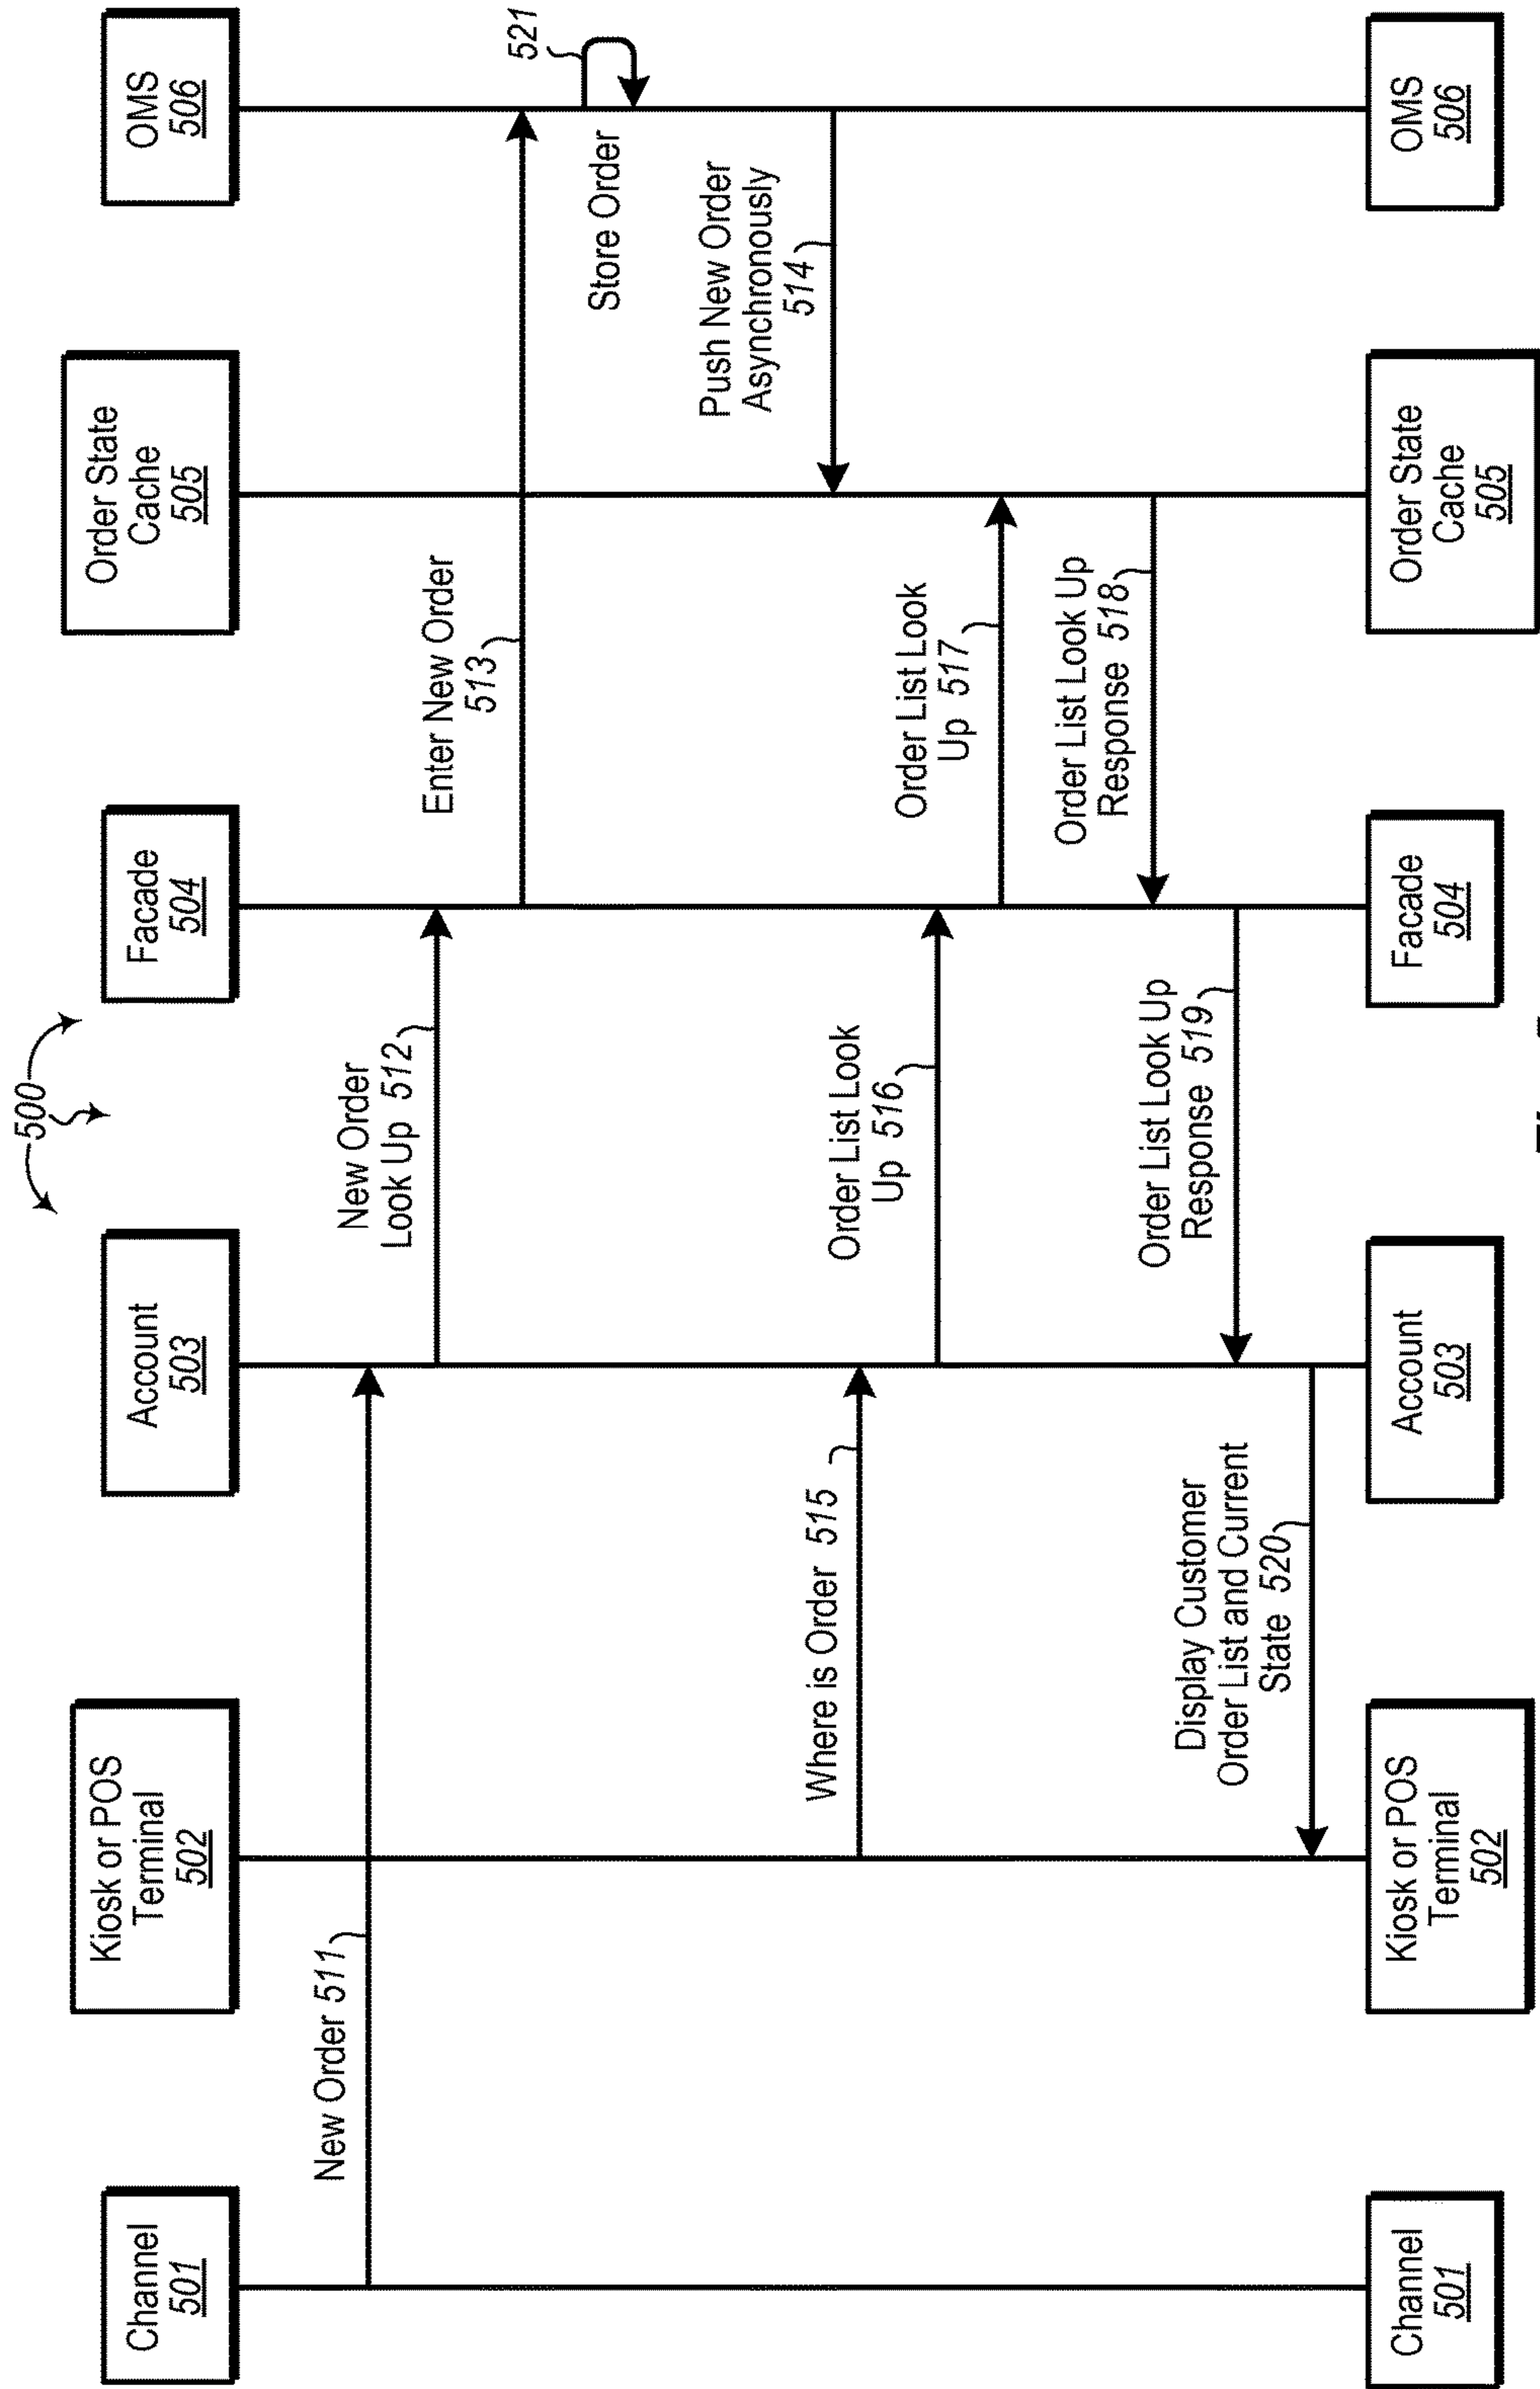 500
Channel
501
Kiosk or POS
Terminal
502
Account
503
Facade
504
Order State
Cache
505
OMS
506
New Order 511
New Order
Look Up 512
Enter New Order
513
521
Store Order
Push New Order
Asynchronously
514
Where is Order 515
Order List Look
Up 516
Order List Look
Up 517
Order List Look Up
Response 518
Order List Look Up
Response 519
Display Customer
Order List and Current
State 520
Channel
501
Kiosk or POS
Terminal
502
Account
503
Facade
504
Order State
Cache
505
OMS
506